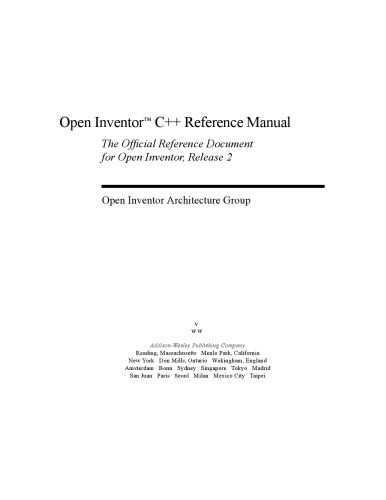 Open Inventor™ C++ Reference Manual
The Official Reference Document
for Open Inventor, Release 2
Open Inventor Architecture Group
V
W W
Addison-Wesley Publishing Company
Reading, Massachusetts Menlo Park, California
New York Don Mills, Ontario Wokingham, England
Amsterdam Bonn Sydney Singapore Tokyo Madrid
San Juan Paris Seoul Milan Mexico City Taipei